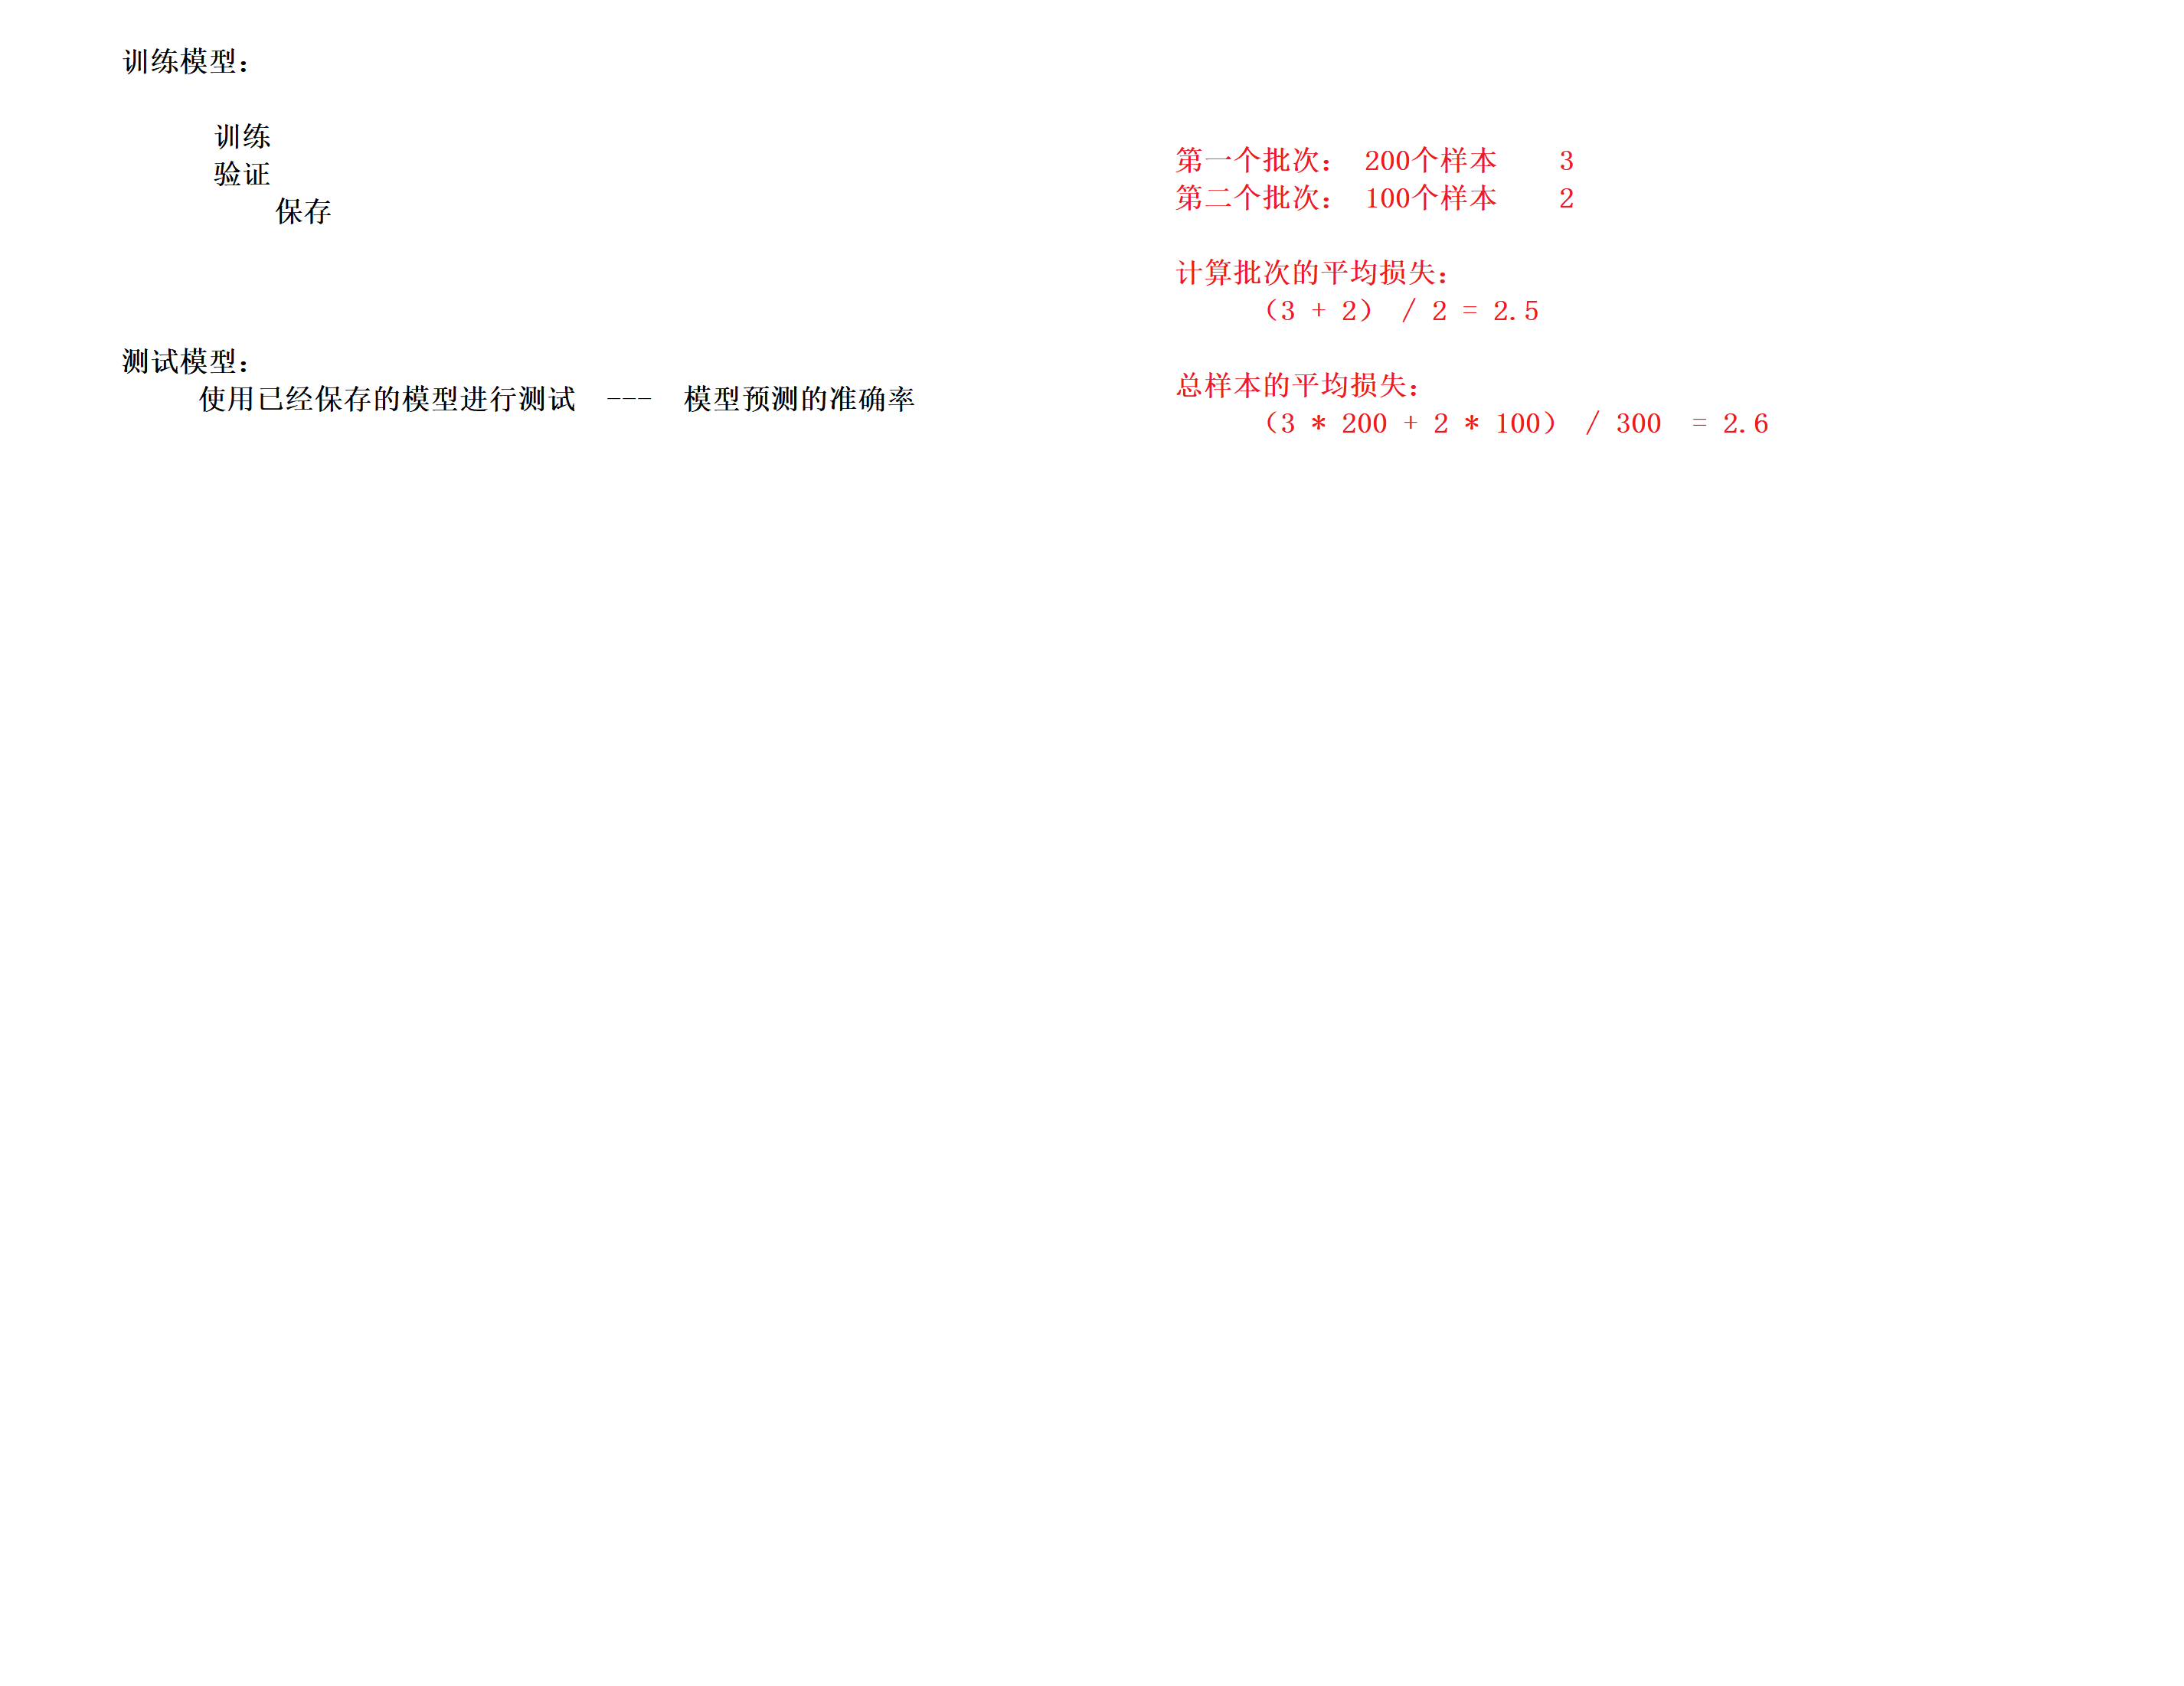 训练模型：
训练
验证
保存
测试模型：
使用已经保存的模型进行测试  ---  模型预测的准确率
第一个批次： 200个样本    3
第二个批次： 100个样本    2
计算批次的平均损失：
（3 + 2） / 2 = 2.5
总样本的平均损失：
（3 * 200 + 2 * 100） / 300  = 2.6